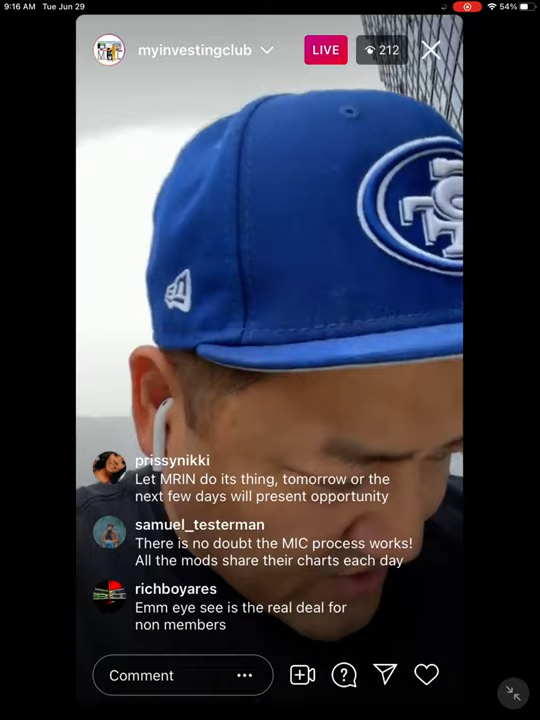 9:16 AM Tue Jun 29
54%
myinvestingclub
LIVE
212
prissynikki
Let MRIN do its thing, tomorrow or the
next few days will present opportunity
samuel_testerman
There is no doubt the MIC process works!
All the mods share their charts each day
richboyares
Emm eye see is the real deal for
non members
Comment